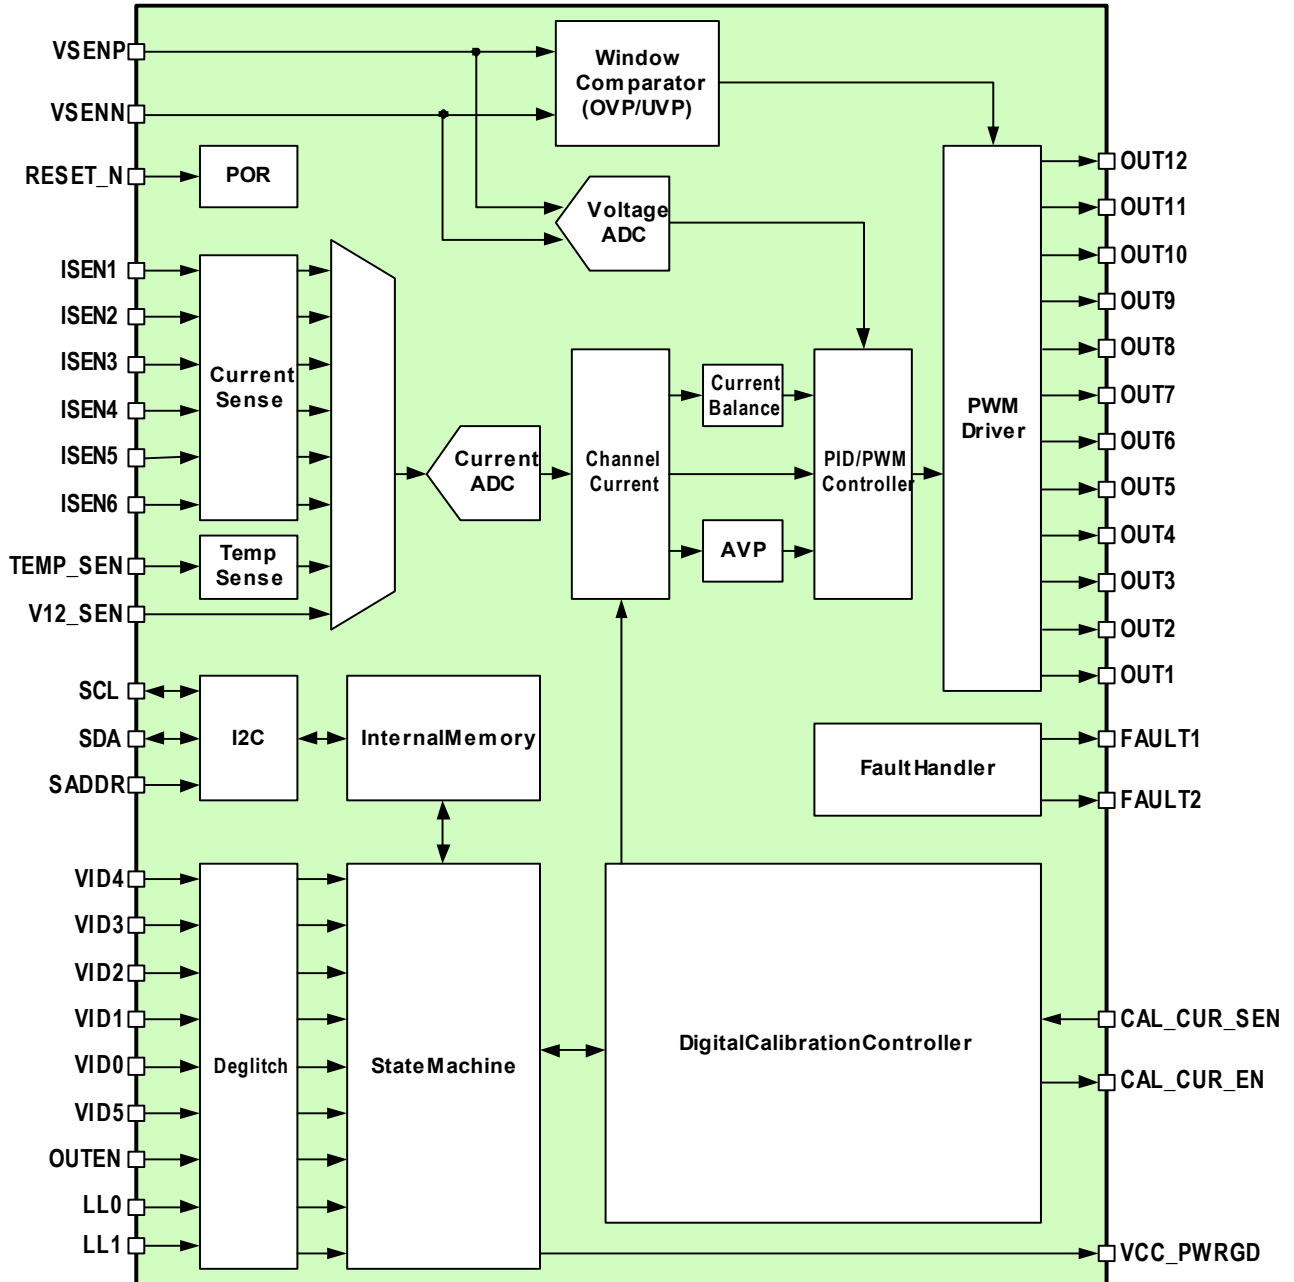 VSENP
Window
Comparator
(OVP/UVP)
VSENN
RESET_N
POR
OUT12
Voltage
ADC
OUT11
OUT10
ISEN1
ISEN2
ISEN3
ISEN4
ISEN5
ISEN6
Current
Sense
OUT9
OUT8
OUT7
OUT6
OUT5
OUT4
OUT3
OUT2
OUT1
Current
Balance
PWM
Driver
Current
ADC
Channel
Current
PID/PWM
Controller
AVP
TEMP_SEN
Temp
Sense
V12_SEN
SCL
SDA
SADDR
I2C
InternalMemory
FaultHandler
FAULT1
FAULT2
VID4
VID3
VID2
VID1
VID0
VID5
OUTEN
LL0
LL1
Deglitch
StateMachine
DigitalCalibrationController
CAL_CUR_SEN
CAL_CUR_EN
VCC_PWRGD